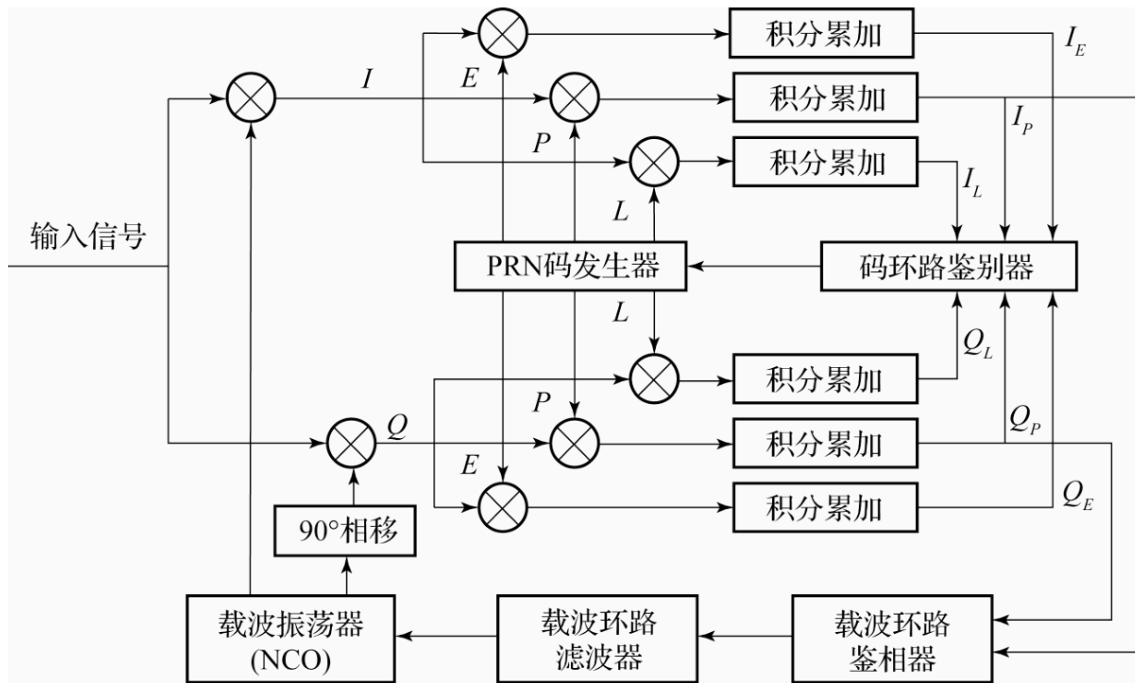 积分累加
I_E
I
E
积分累加
P
I_P
积分累加
I_L
L
输入信号
PRN码发生器
码环路鉴别器
L
Q_L
积分累加
P
Q
积分累加
Q_P
E
积分累加
Q_E
90°相移
载波振荡器
(NCO)
载波环路
滤波器
载波环路
鉴相器